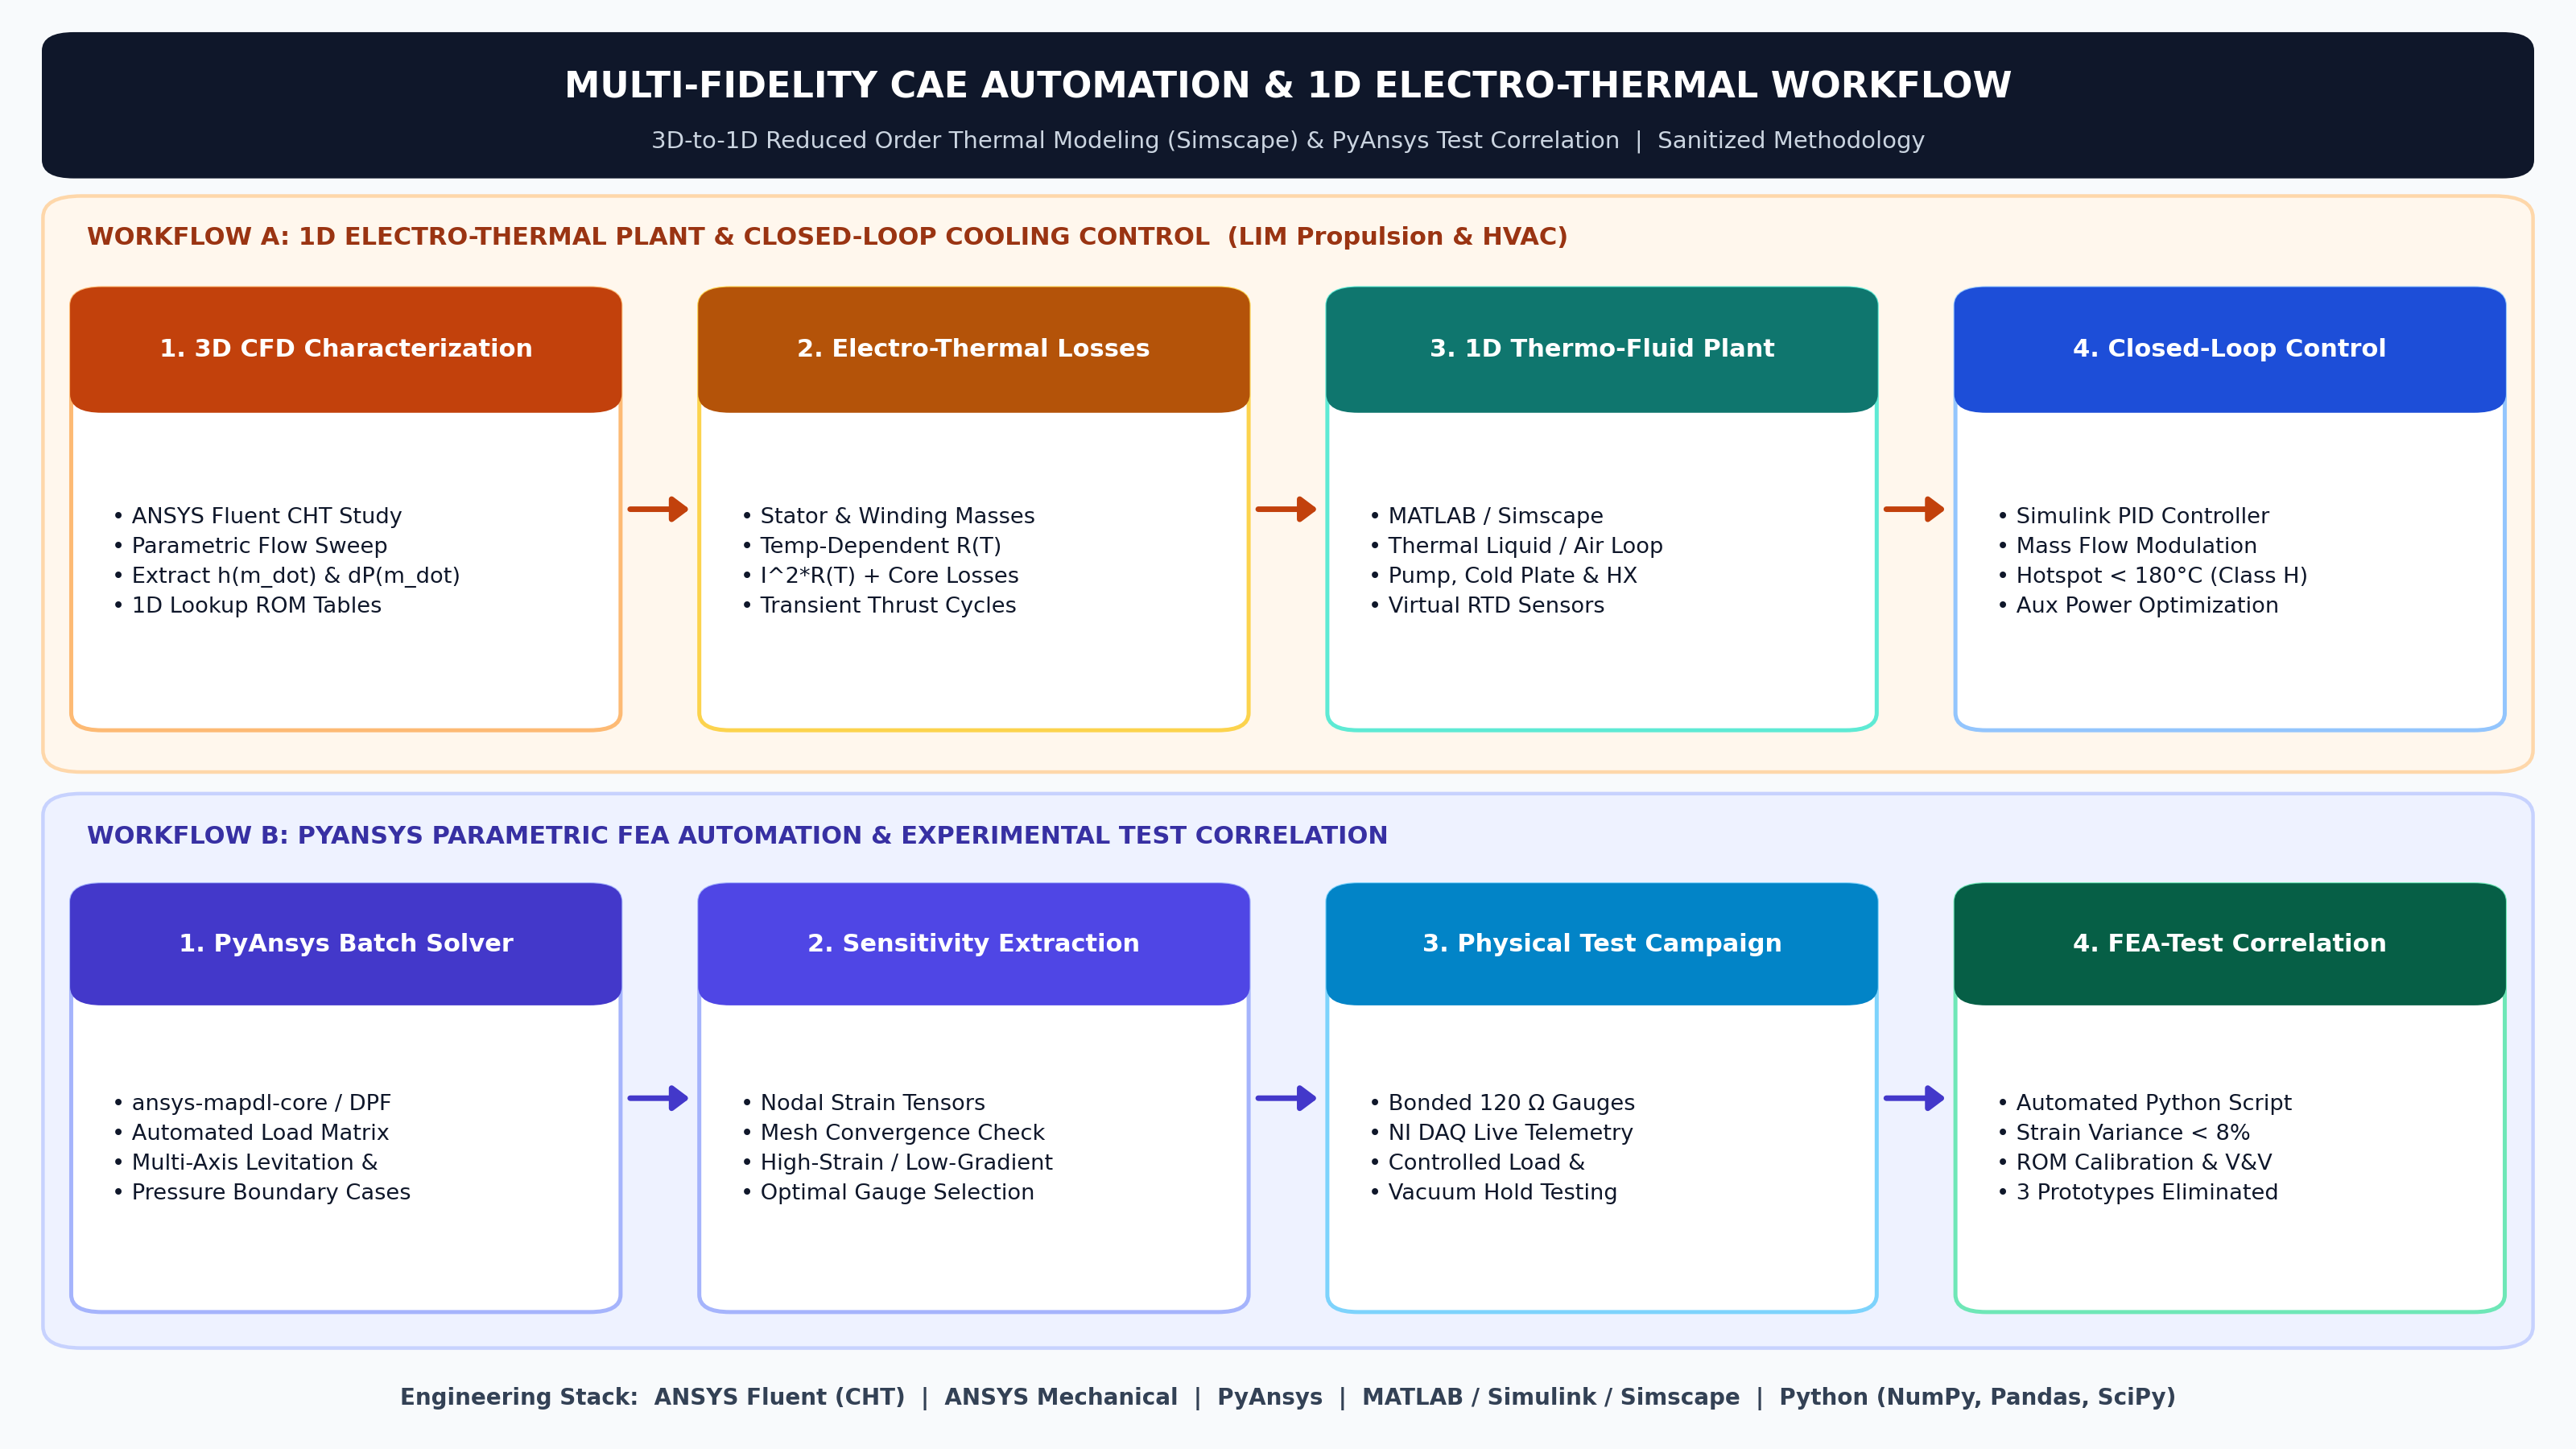 MULTI-FIDELITY CAE AUTOMATION & 1D ELECTRO-THERMAL WORKFLOW
3D-to-1D Reduced Order Thermal Modeling (Simscape) & PyAnsys Test Correlation | Sanitized Methodology
WORKFLOW A: 1D ELECTRO-THERMAL PLANT & CLOSED-LOOP COOLING CONTROL (LIM Propulsion & HVAC)
1. 3D CFD Characterization
• ANSYS Fluent CHT Study
• Parametric Flow Sweep
• Extract h(m_dot) & dP(m_dot)
• 1D Lookup ROM Tables
2. Electro-Thermal Losses
• Stator & Winding Masses
• Temp-Dependent R(T)
• I^2*R(T) + Core Losses
• Transient Thrust Cycles
3. 1D Thermo-Fluid Plant
• MATLAB / Simscape
• Thermal Liquid / Air Loop
• Pump, Cold Plate & HX
• Virtual RTD Sensors
4. Closed-Loop Control
• Simulink PID Controller
• Mass Flow Modulation
• Hotspot < 180°C (Class H)
• Aux Power Optimization
WORKFLOW B: PYANSYS PARAMETRIC FEA AUTOMATION & EXPERIMENTAL TEST CORRELATION
1. PyAnsys Batch Solver
• ansys-mapdl-core / DPF
• Automated Load Matrix
• Multi-Axis Levitation &
• Pressure Boundary Cases
2. Sensitivity Extraction
• Nodal Strain Tensors
• Mesh Convergence Check
• High-Strain / Low-Gradient
• Optimal Gauge Selection
3. Physical Test Campaign
• Bonded 120 Ω Gauges
• NI DAQ Live Telemetry
• Controlled Load &
• Vacuum Hold Testing
4. FEA-Test Correlation
• Automated Python Script
• Strain Variance < 8%
• ROM Calibration & V&V
• 3 Prototypes Eliminated
Engineering Stack: ANSYS Fluent (CHT) | ANSYS Mechanical | PyAnsys | MATLAB / Simulink / Simscape | Python (NumPy, Pandas, SciPy)